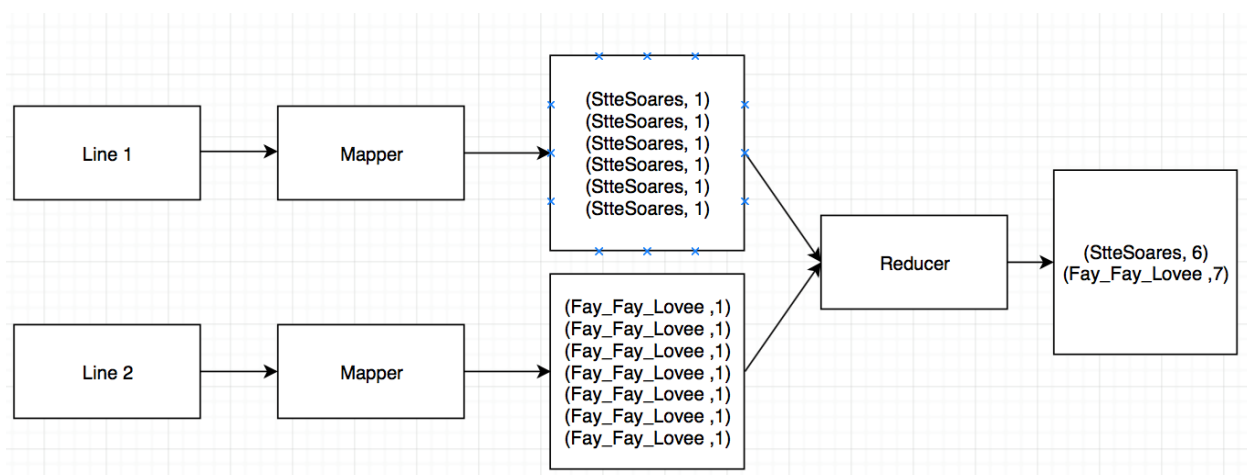 Line 1
Mapper
(StteSoares, 1)
(StteSoares, 1)
(StteSoares, 1)
(StteSoares, 1)
(StteSoares, 1)
(StteSoares, 1)
Line 2
Mapper
(Fay_Fay_Lovee ,1)
(Fay_Fay_Lovee ,1)
(Fay_Fay_Lovee ,1)
(Fay_Fay_Lovee ,1)
(Fay_Fay_Lovee ,1)
(Fay_Fay_Lovee ,1)
(Fay_Fay_Lovee ,1)
Reducer
(StteSoares, 6)
(Fay_Fay_Lovee ,7)